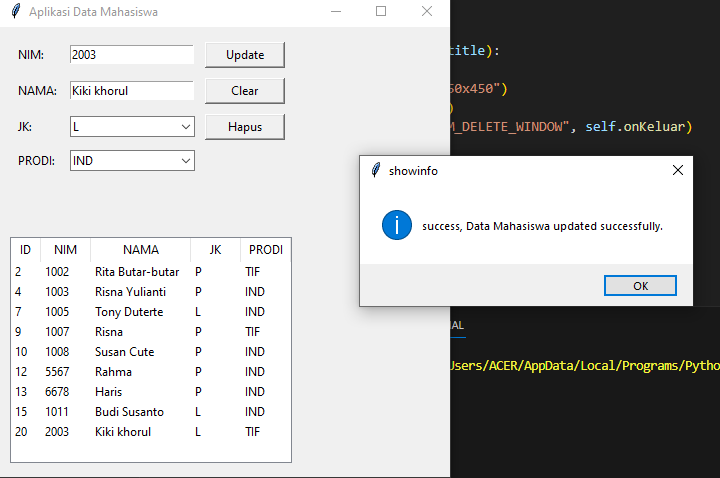 Aplikasi Data Mahasiswa
NIM: 2003 Update
NAMA: Kiki khorul Clear
JK: L Hapus
PRODI: IND
ID NIM NAMA JK PRODI
2 1002 Rita Butar-butar P TIF
4 1003 Risna Yulianti P IND
7 1005 Tony Duterte L IND
9 1007 Risna P TIF
10 1008 Susan Cute P IND
12 5567 Rahma P IND
13 6678 Haris P IND
15 1011 Budi Susanto L IND
20 2003 Kiki khorul L TIF
title):
50x450")
)
M_DELETE_WINDOW", self.onKeluar)
showinfo
success, Data Mahasiswa updated successfully.
OK
NAL
Users/ACER/AppData/Local/Programs/Pytho